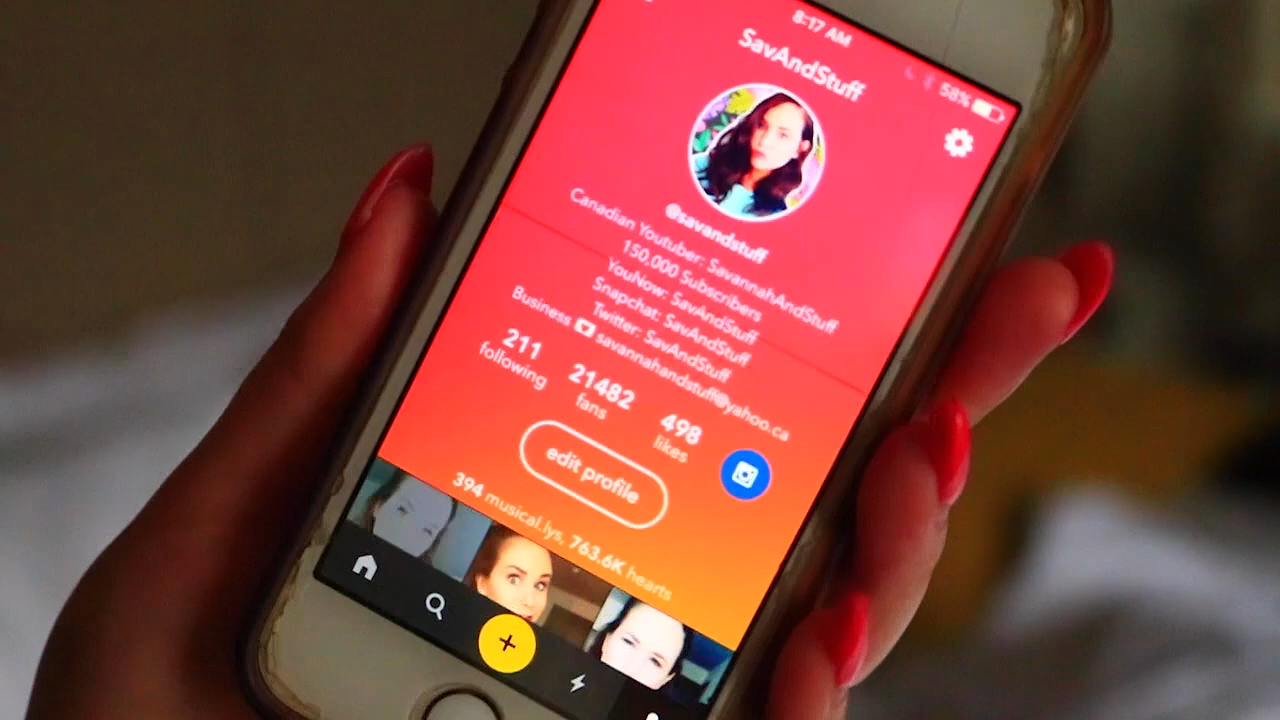 8:17 AM
58%
SavAndStuff
@savandstuff
Canadian Youtuber: SavannahAndStuff
150,000 Subscribers
YouNow: SavAndStuff
Snapchat: SavAndStuff
Twitter: SavAndStuff
Business savannahandstuff@yahoo.ca
211 following
21482 fans
498 likes
edit profile
394 musical.lys, 763.6K hearts